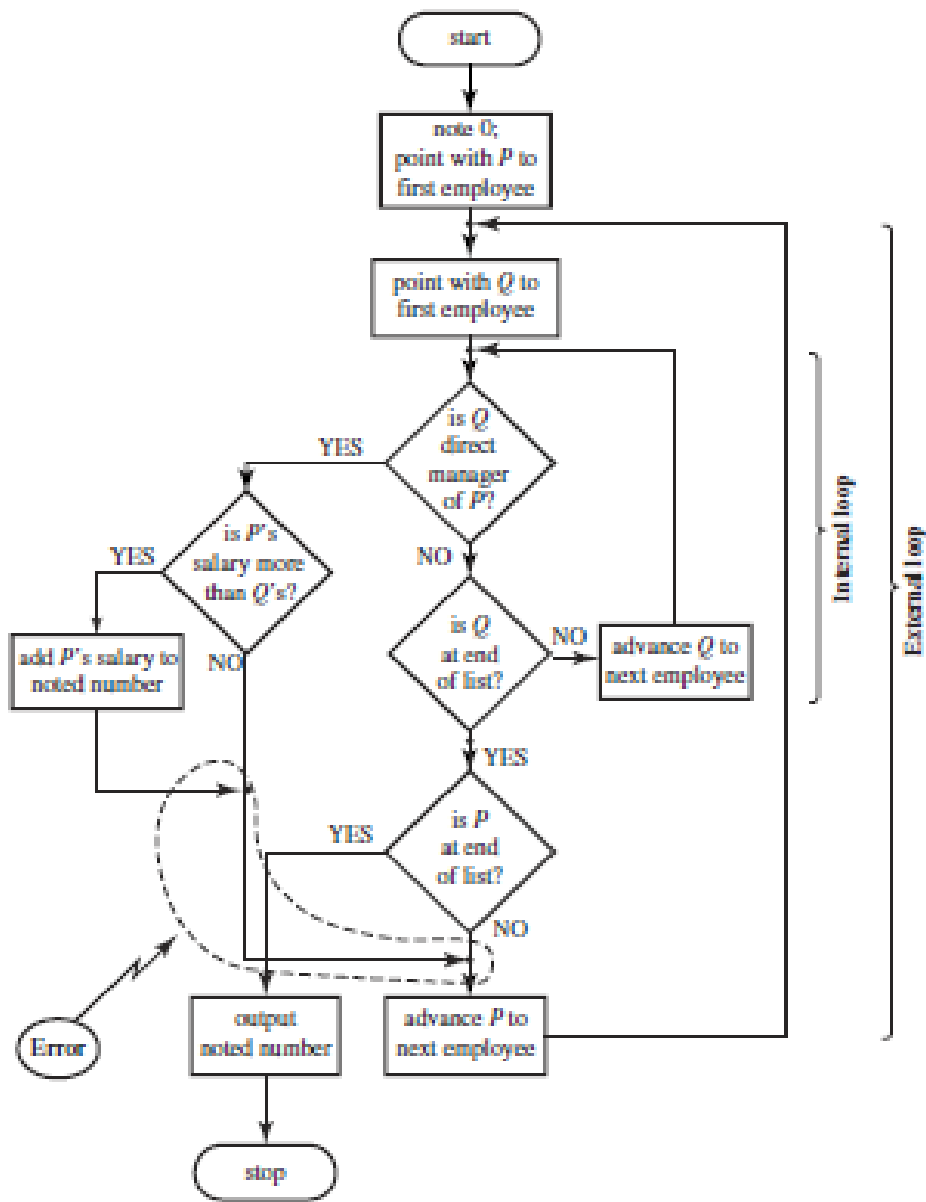 start
note 0;
point with P to
first employee
point with Q to
first employee
is Q
direct
manager
of P?
YES
NO
is P's
salary more
than Q's?
YES
NO
add P's salary to
noted number
is Q
at end
of list?
NO
advance Q to
next employee
YES
is P
at end
of list?
YES
NO
Error
output
noted number
advance P to
next employee
stop
Internal loop
External loop